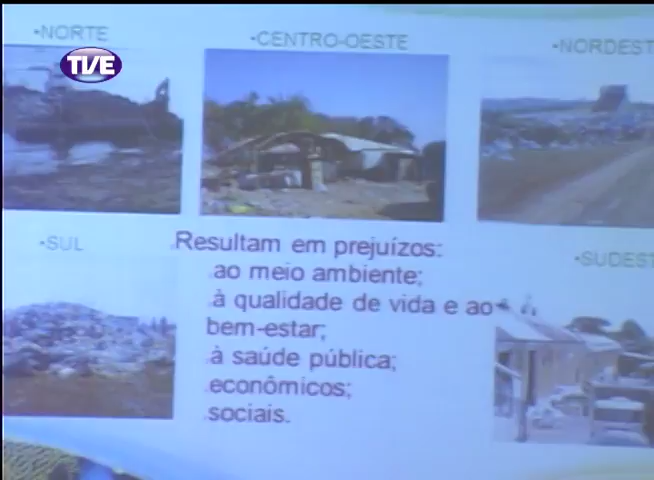 •NORTE
•CENTRO-OESTE
•NORDEST
TVE
•SUL
Resultam em prejuízos:
•SUDEST
ao meio ambiente;
à qualidade de vida e ao
bem-estar;
à saúde pública;
econômicos;
sociais.